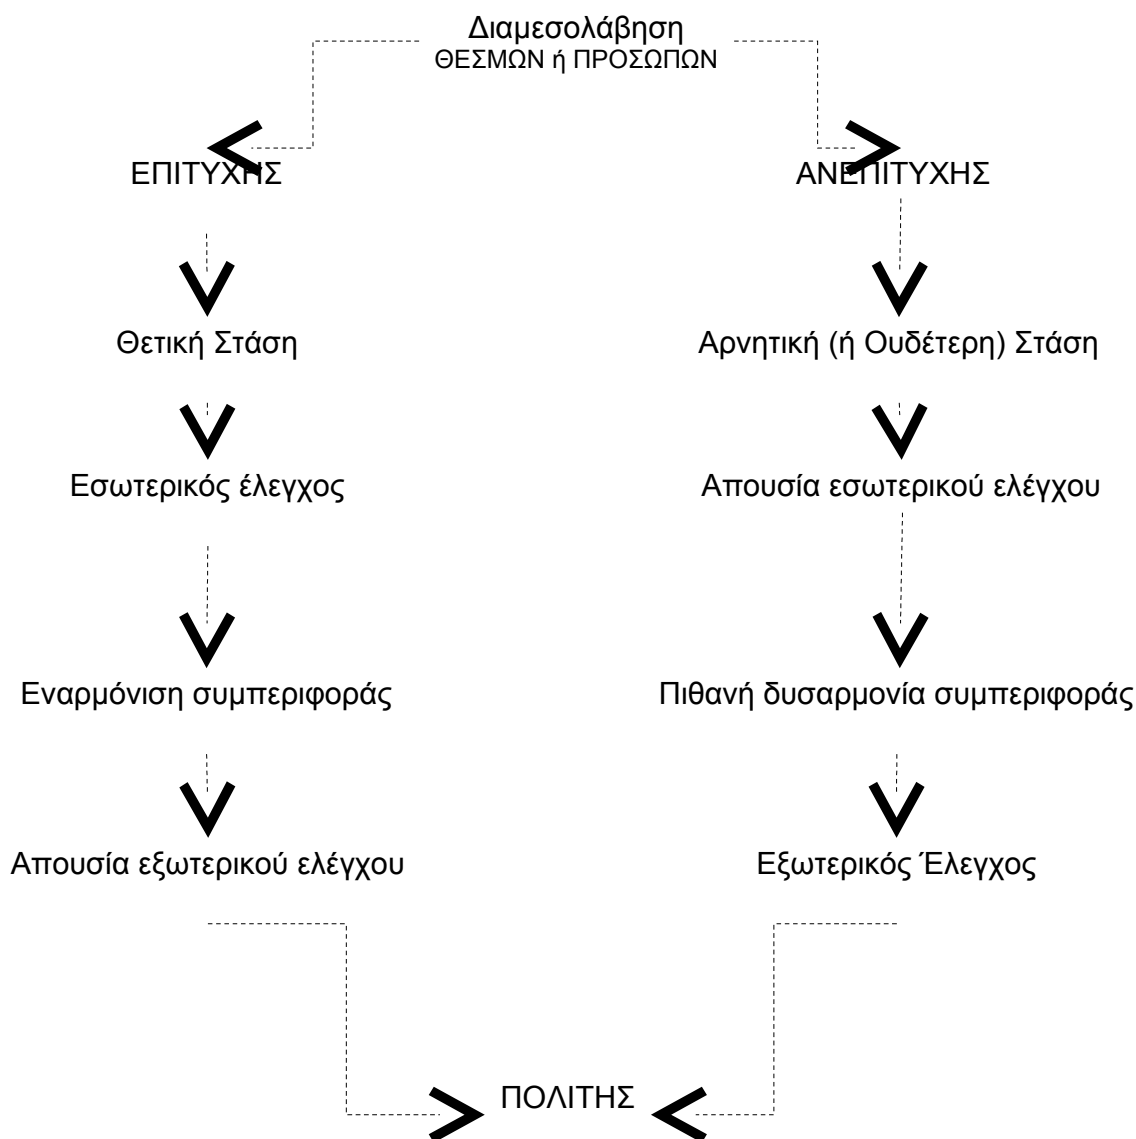 Διαμεσολάβηση
ΘΕΣΜΩΝ ή ΠΡΟΣΩΠΩΝ
ΕΠΙΤΥΧΗΣ
ΑΝΕΠΙΤΥΧΗΣ
Θετική Στάση
Αρνητική (ή Ουδέτερη) Στάση
Εσωτερικός έλεγχος
Απουσία εσωτερικού ελέγχου
Εναρμόνιση συμπεριφοράς
Πιθανή δυσαρμονία συμπεριφοράς
Απουσία εξωτερικού ελέγχου
Εξωτερικός Έλεγχος
ΠΟΛΙΤΗΣ